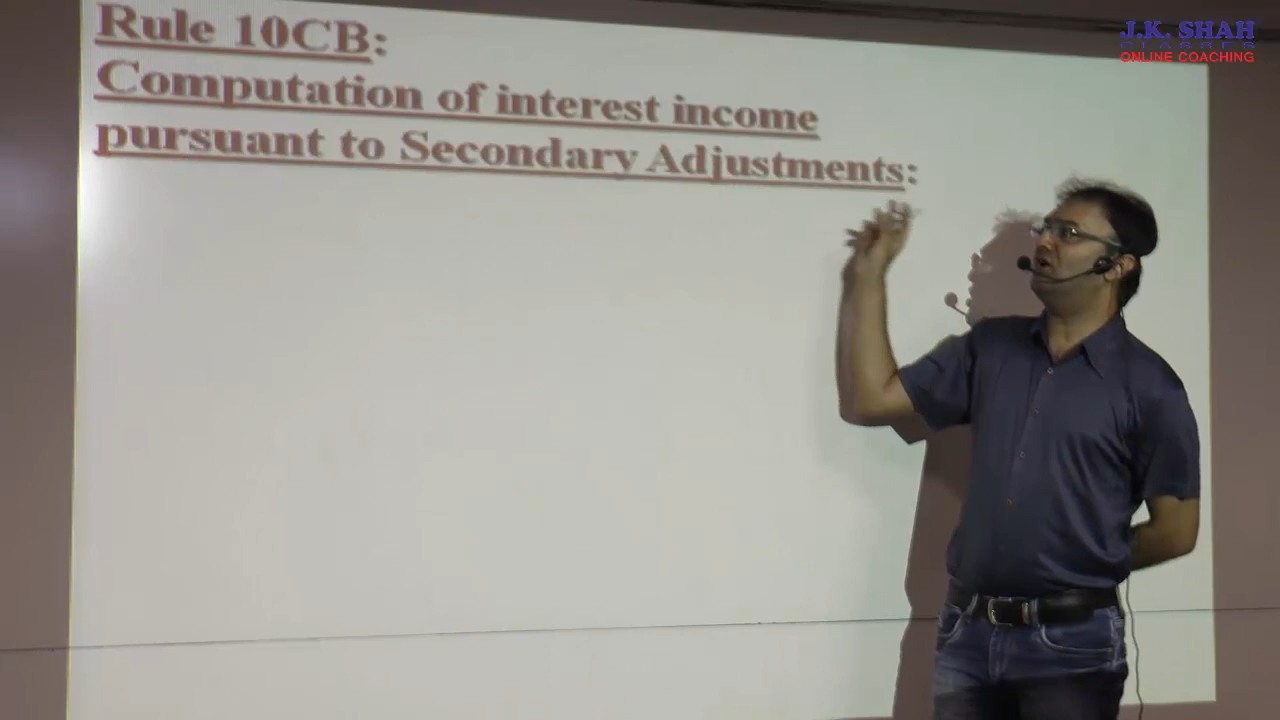 Rule 10CB:
Computation of interest income
pursuant to Secondary Adjustments:
J.K. SHAH
CLASSES
ONLINE COACHING